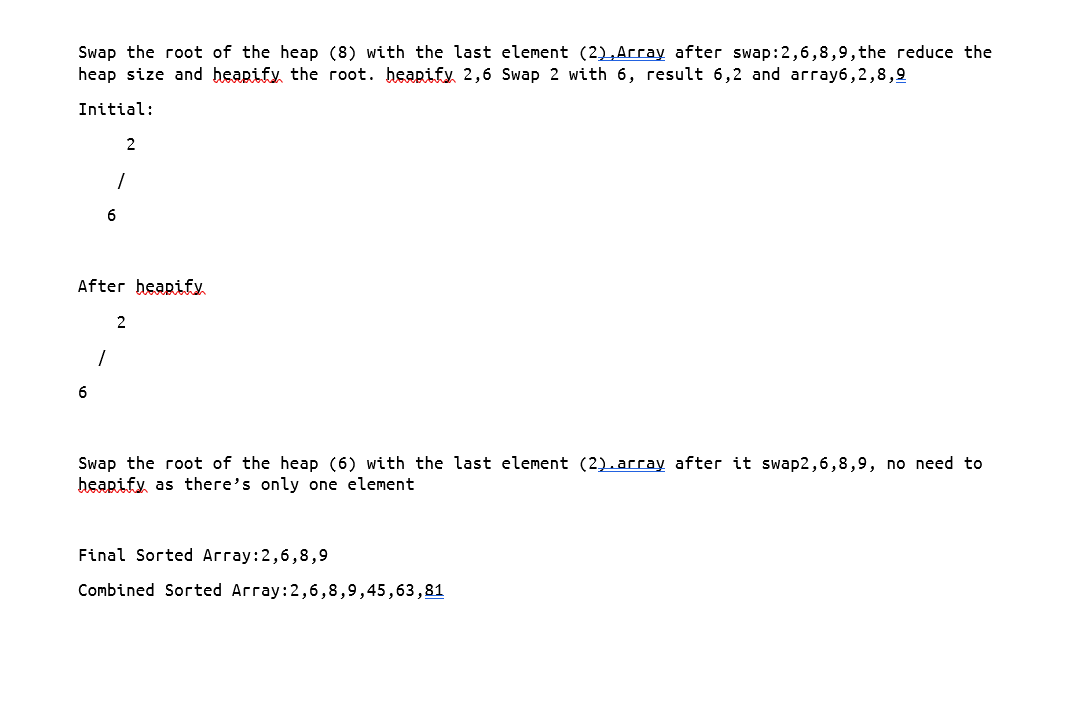 Swap the root of the heap (8) with the last element (2),Array after swap:2,6,8,9,the reduce the
heap size and heapify the root. heapify 2,6 Swap 2 with 6, result 6,2 and array6,2,8,9
Initial:
2
/
6
After heapify
2
/
6
Swap the root of the heap (6) with the last element (2).array after it swap2,6,8,9, no need to
heapify as there’s only one element
Final Sorted Array:2,6,8,9
Combined Sorted Array:2,6,8,9,45,63,81